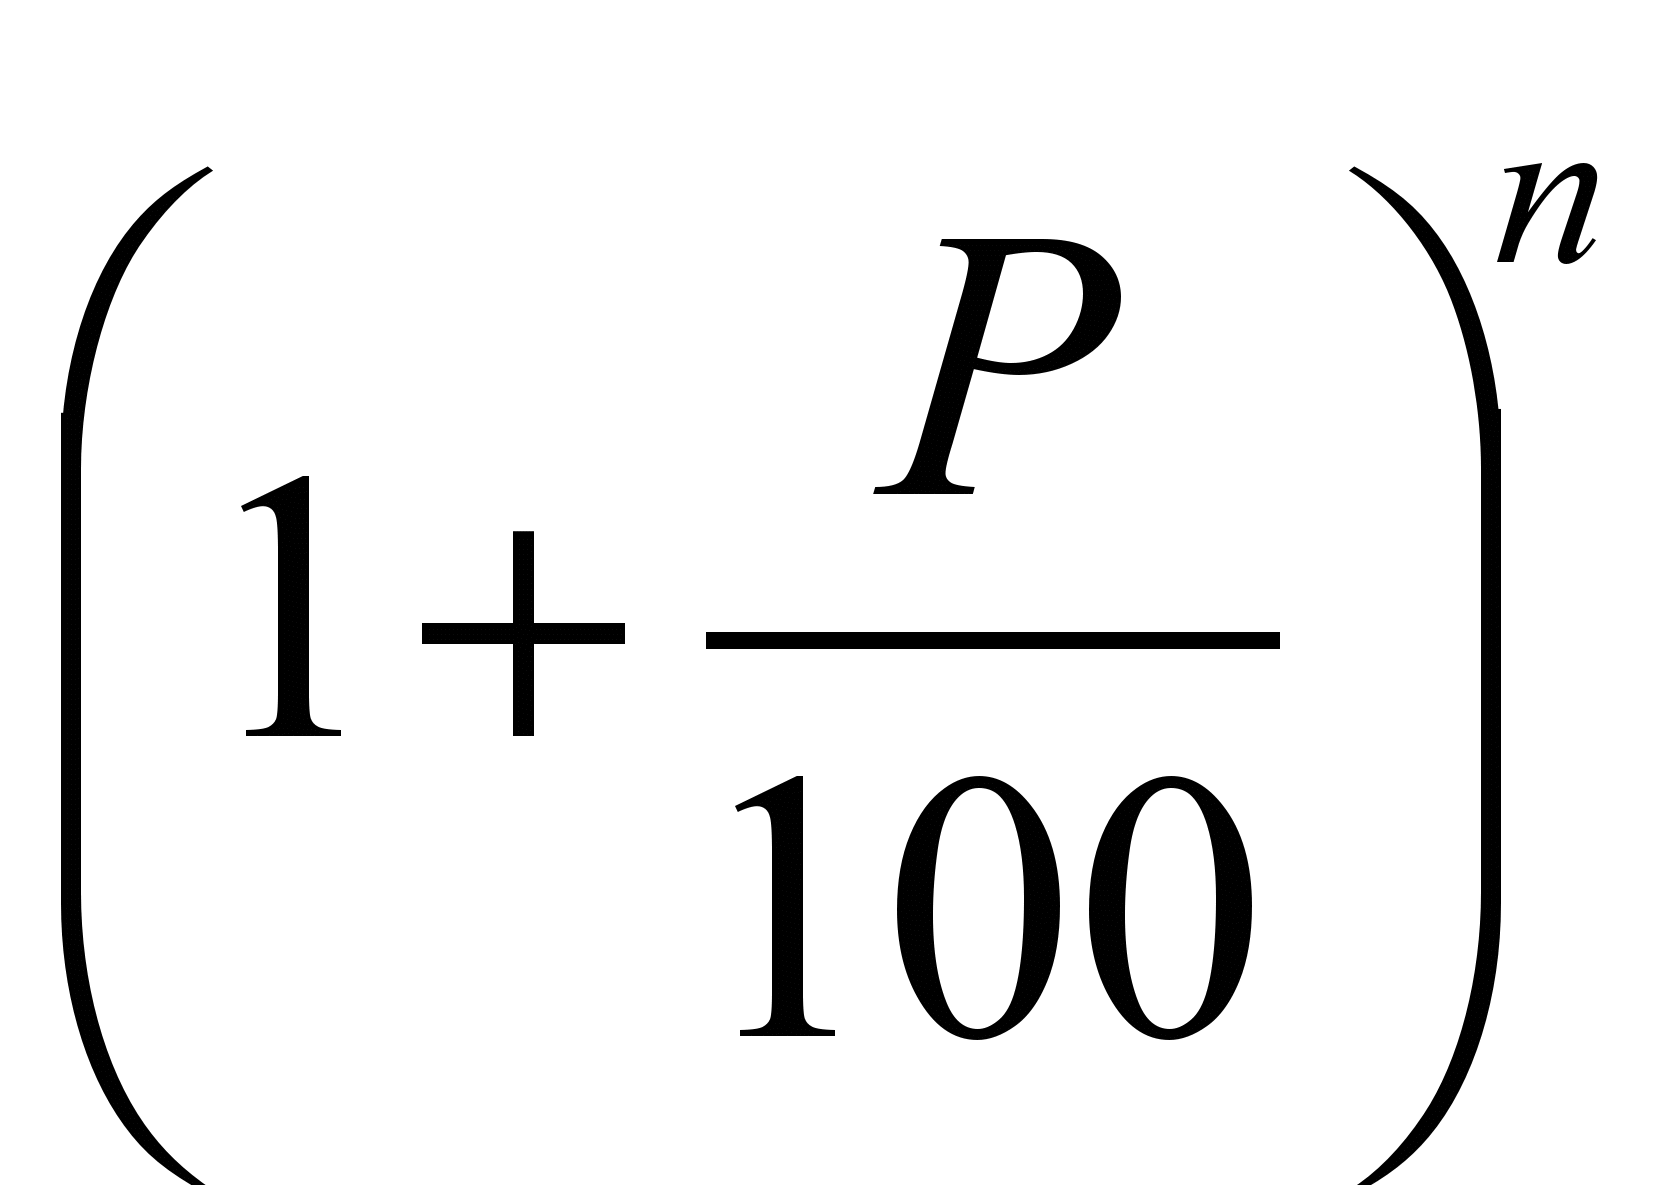 (1 + P/100)^n